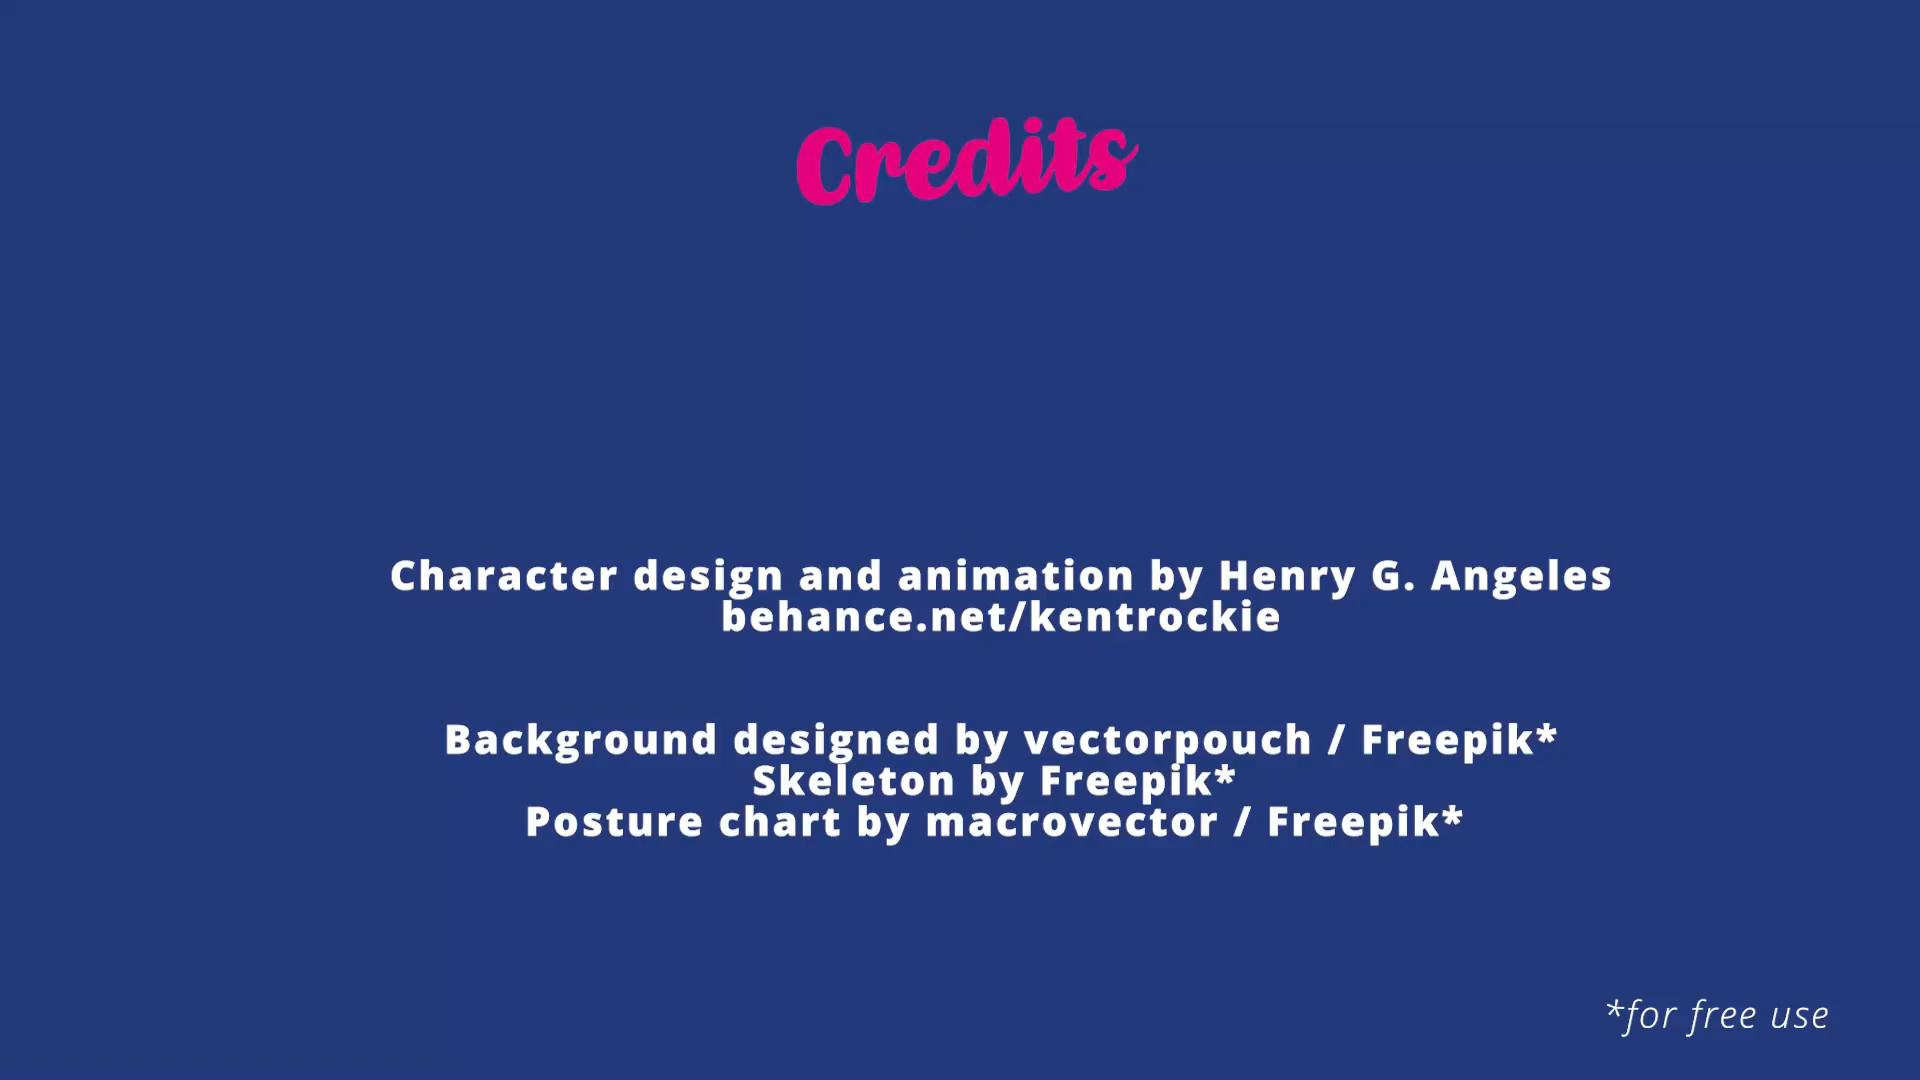 Credits
Character design and animation by Henry G. Angeles
behance.net/kentrockie
Background designed by vectorpouch / Freepik*
Skeleton by Freepik*
Posture chart by macrovector / Freepik*
*for free use